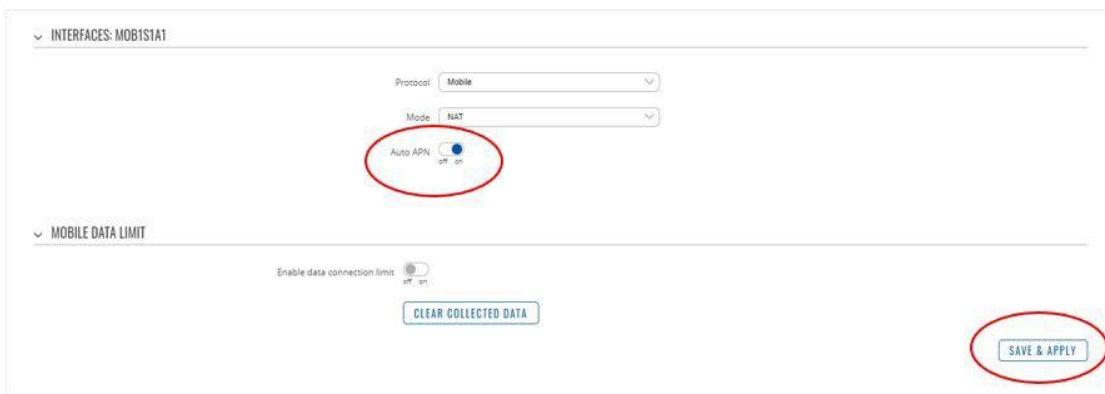 INTERFACES: MOB1S1A1
Protocol Mobile
Mode NAT
Auto APN
off on
MOBILE DATA LIMIT
Enable data connection limit
off on
CLEAR COLLECTED DATA
SAVE & APPLY